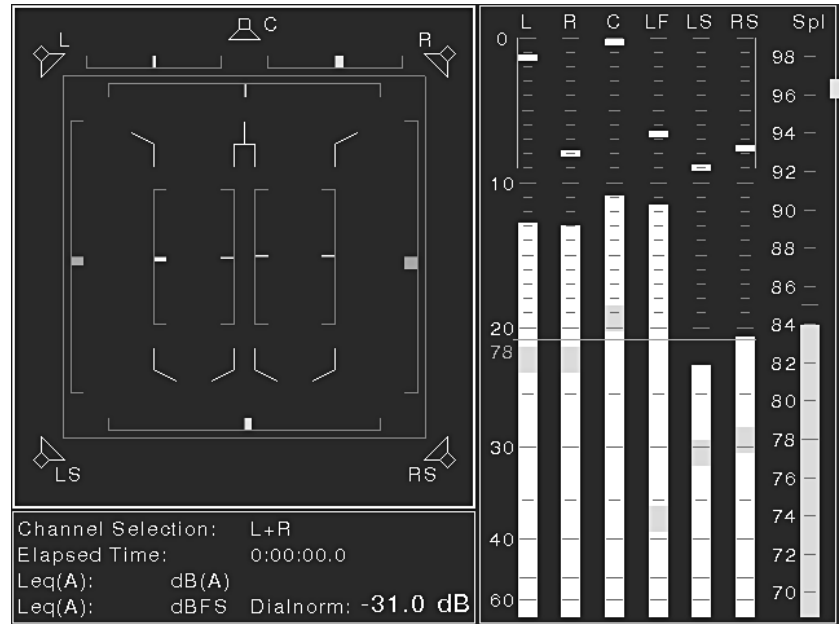 L
C
R
LS
RS
Channel Selection: L+R
Elapsed Time: 0:00:00.0
Leq(A): dB(A)
Leq(A): dBFS Dialnorm: -31.0 dB
L R C LF LS RS Spl
0
10
20
78
30
40
60
98
96
94
92
90
88
86
84
82
80
78
76
74
72
70